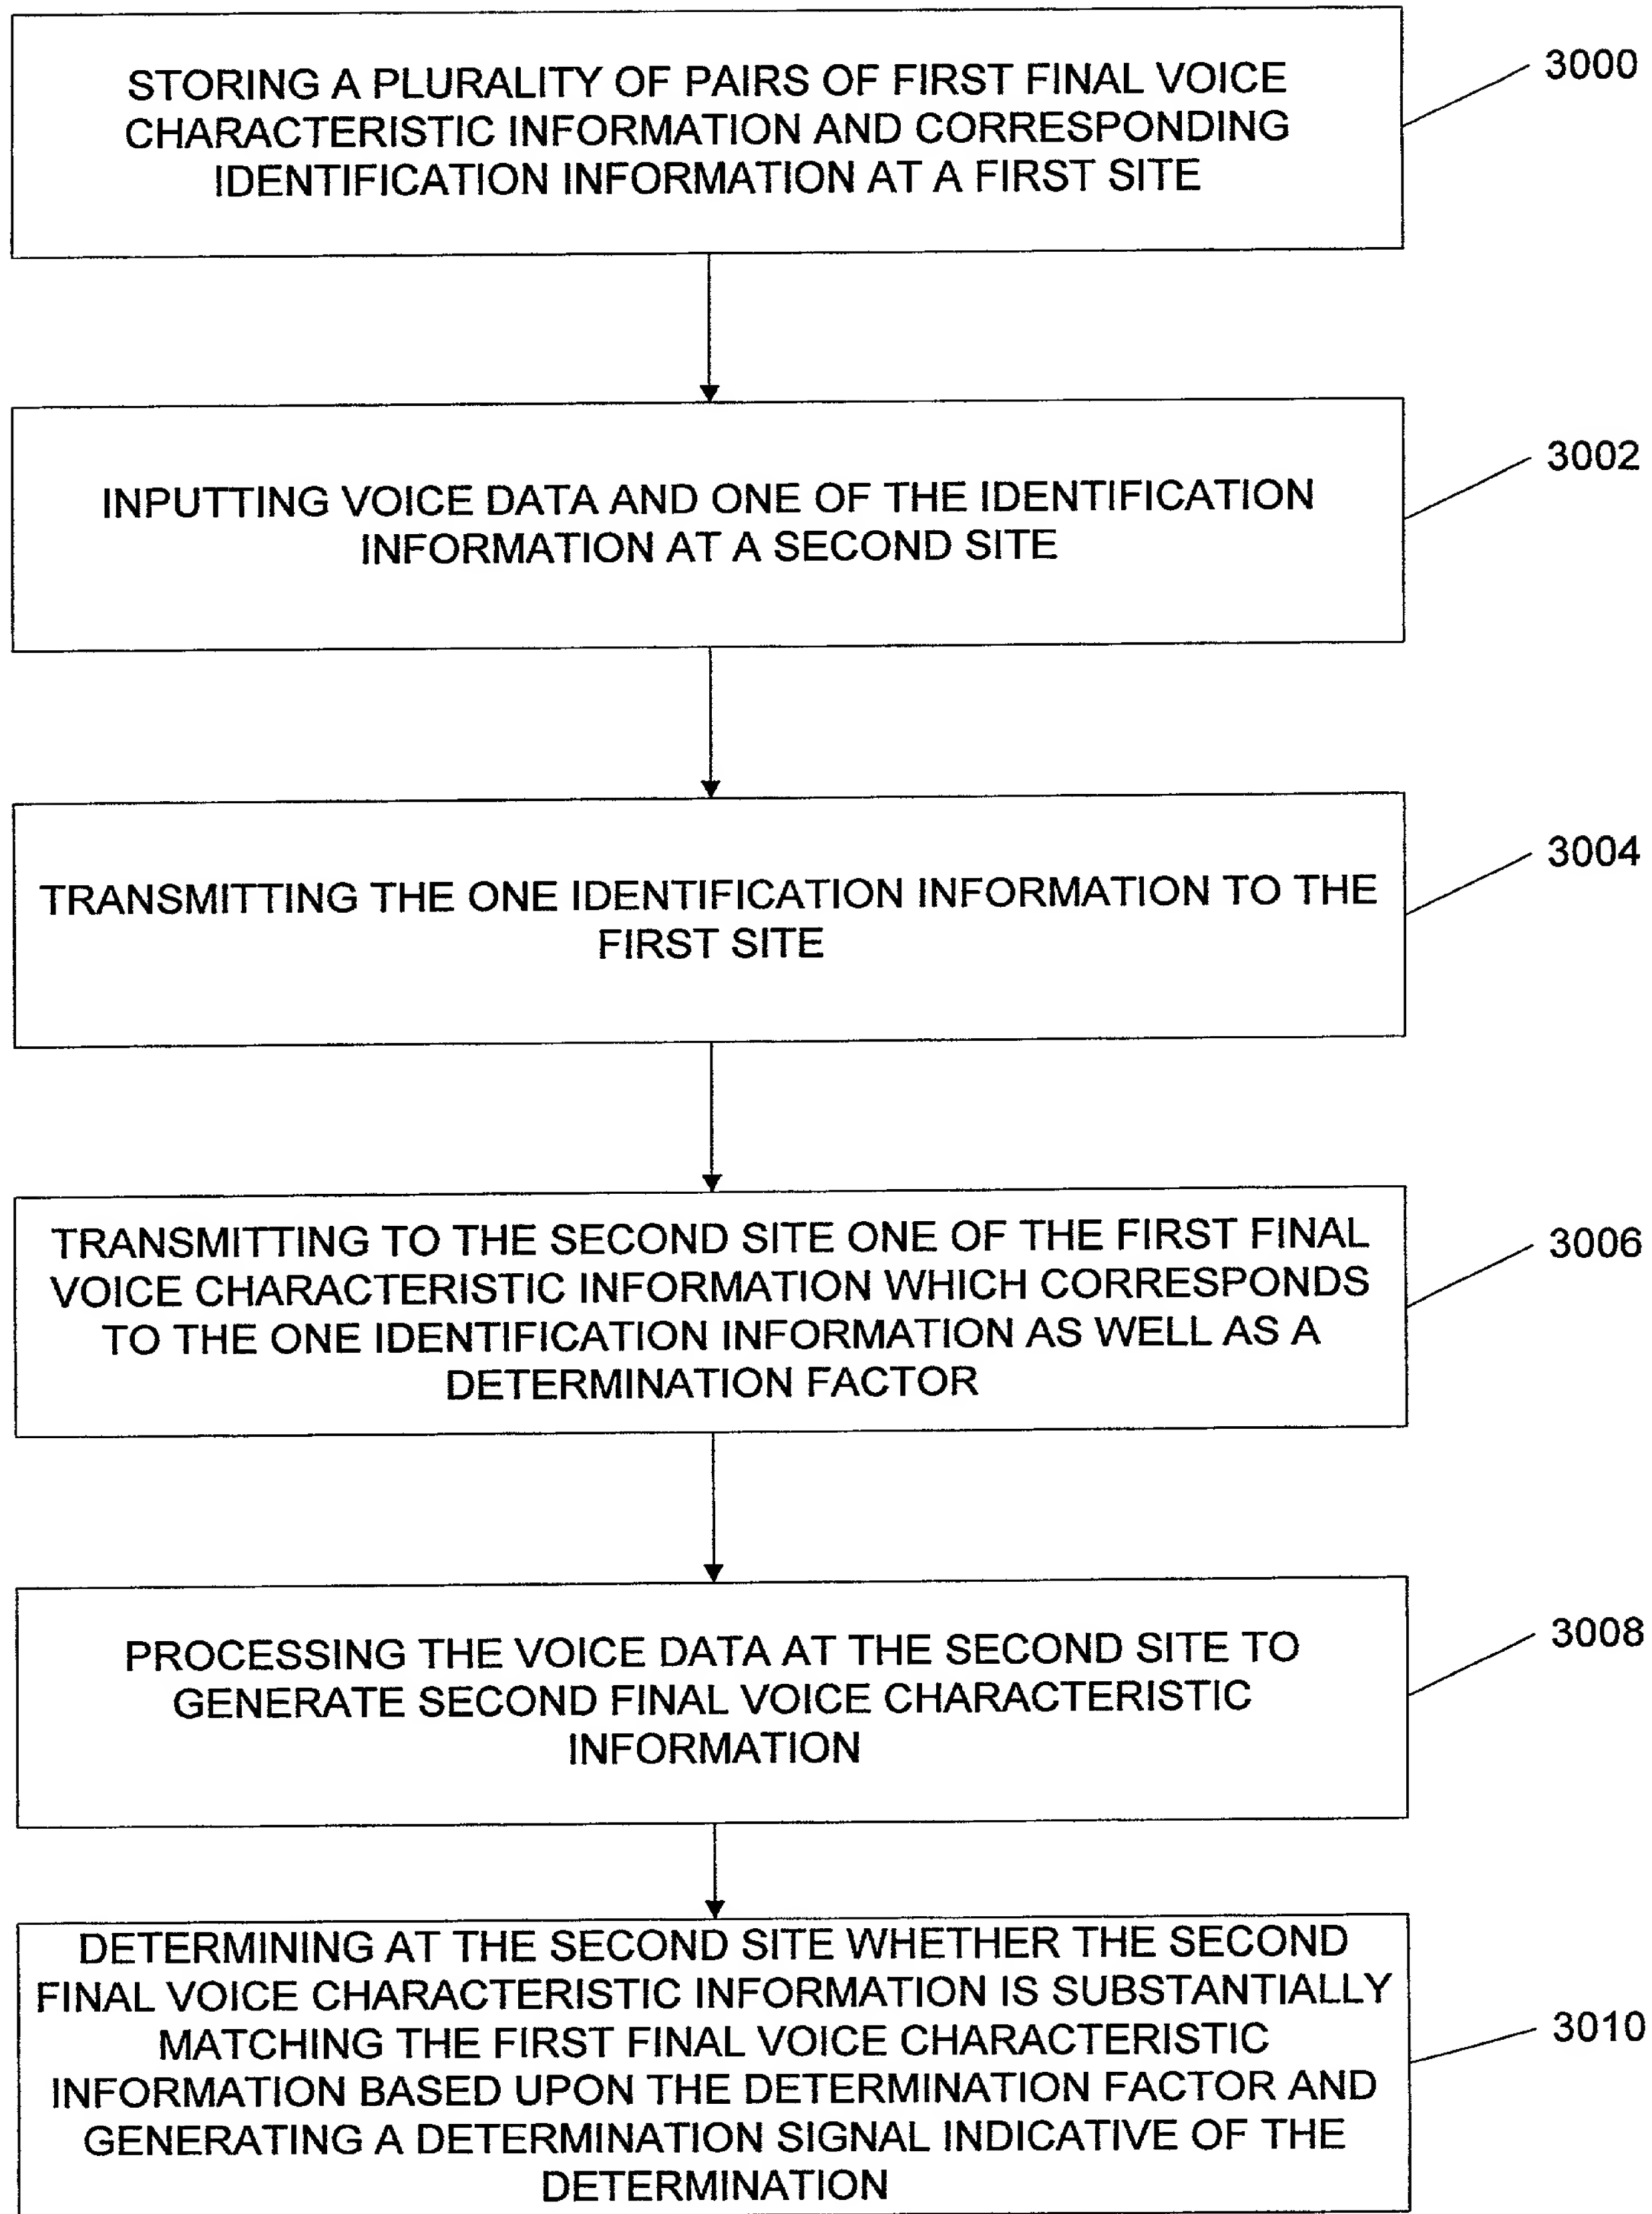 STORING A PLURALITY OF PAIRS OF FIRST FINAL VOICE
CHARACTERISTIC INFORMATION AND CORRESPONDING
IDENTIFICATION INFORMATION AT A FIRST SITE
3000
INPUTTING VOICE DATA AND ONE OF THE IDENTIFICATION
INFORMATION AT A SECOND SITE
3002
TRANSMITTING THE ONE IDENTIFICATION INFORMATION TO THE
FIRST SITE
3004
TRANSMITTING TO THE SECOND SITE ONE OF THE FIRST FINAL
VOICE CHARACTERISTIC INFORMATION WHICH CORRESPONDS
TO THE ONE IDENTIFICATION INFORMATION AS WELL AS A
DETERMINATION FACTOR
3006
PROCESSING THE VOICE DATA AT THE SECOND SITE TO
GENERATE SECOND FINAL VOICE CHARACTERISTIC
INFORMATION
3008
DETERMINING AT THE SECOND SITE WHETHER THE SECOND
FINAL VOICE CHARACTERISTIC INFORMATION IS SUBSTANTIALLY
MATCHING THE FIRST FINAL VOICE CHARACTERISTIC
INFORMATION BASED UPON THE DETERMINATION FACTOR AND
GENERATING A DETERMINATION SIGNAL INDICATIVE OF THE
DETERMINATION
3010